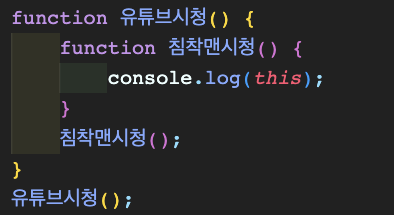 function 유튜브시청() {
    function 침착맨시청() {
        console.log(this);
    }
    침착맨시청();
}
유튜브시청();